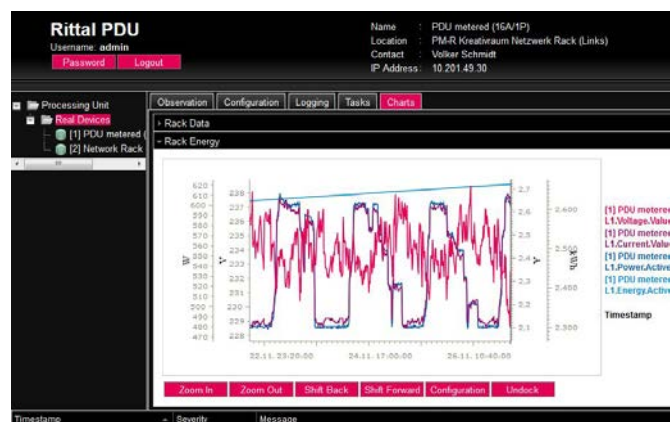 Rittal PDU
Username: admin
Password Logout
Name : PDU metered (16A/1P)
Location : PM-R Kreativraum Netzwerk Rack (Links)
Contact : Volker Schmidt
IP Address : 10.201.49.30
Processing Unit
Real Devices
[1] PDU metered (
[2] Network Rack
Observation Configuration Logging Tasks Charts
Rack Data
Rack Energy
620
610
600
590
580
570
560
550
540
530
520
510
500
490
480
470
W
238
237
236
235
234
233
232
231
230
229
228
V
2.7
2.6
2.5
2.4
2.3
2.2
2.1
A
2.600
2.500
2.400
2.300
kWh
22.11. 23:20:00 24.11. 17:00:00 26.11. 10:40:00
[1] PDU metered
L1.Voltage.Value
[1] PDU metered
L1.Current.Value
[1] PDU metered
L1.Power.Active
[1] PDU metered
L1.Energy.Active
Timestamp
Zoom In Zoom Out Shift Back Shift Forward Configuration Undock
Timestamp Severity Message